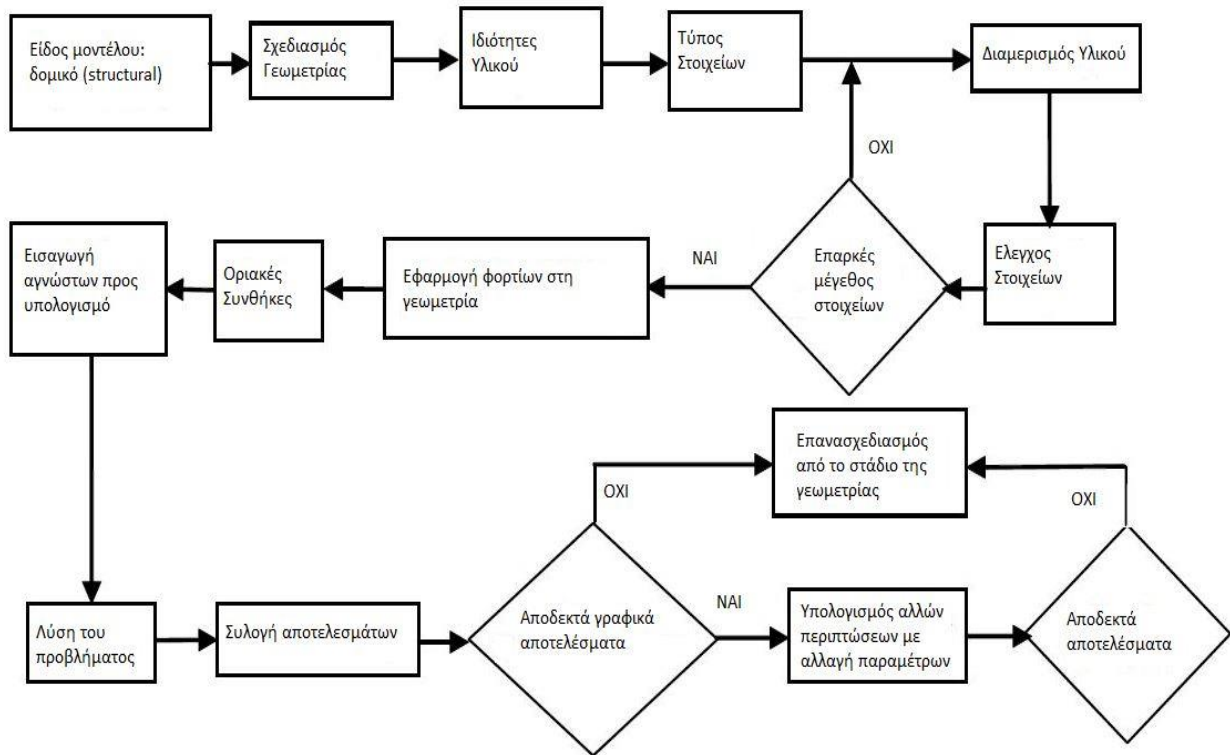 Είδος μοντέλου:
δομικό (structural)
Σχεδιασμός
Γεωμετρίας
Ιδιότητες
Υλικού
Τύπος
Στοιχείων
Διαμερισμός Υλικού
ΟΧΙ
Ελεγχος
Στοιχείων
Επαρκές
μέγεθος
στοιχείων
ΝΑΙ
Εφαρμογή φορτίων στη
γεωμετρία
Οριακές
Συνθήκες
Εισαγωγή
αγνώστων προς
υπολογισμό
Λύση του
προβλήματος
Συλογή αποτελεσμάτων
Αποδεκτά γραφικά
αποτελέσματα
ΟΧΙ
Επανασχεδιασμός
από το στάδιο της
γεωμετρίας
ΝΑΙ
Υπολογισμός αλλών
περιπτώσεων με
αλλαγή παραμέτρων
Αποδεκτά
αποτελέσματα
ΟΧΙ